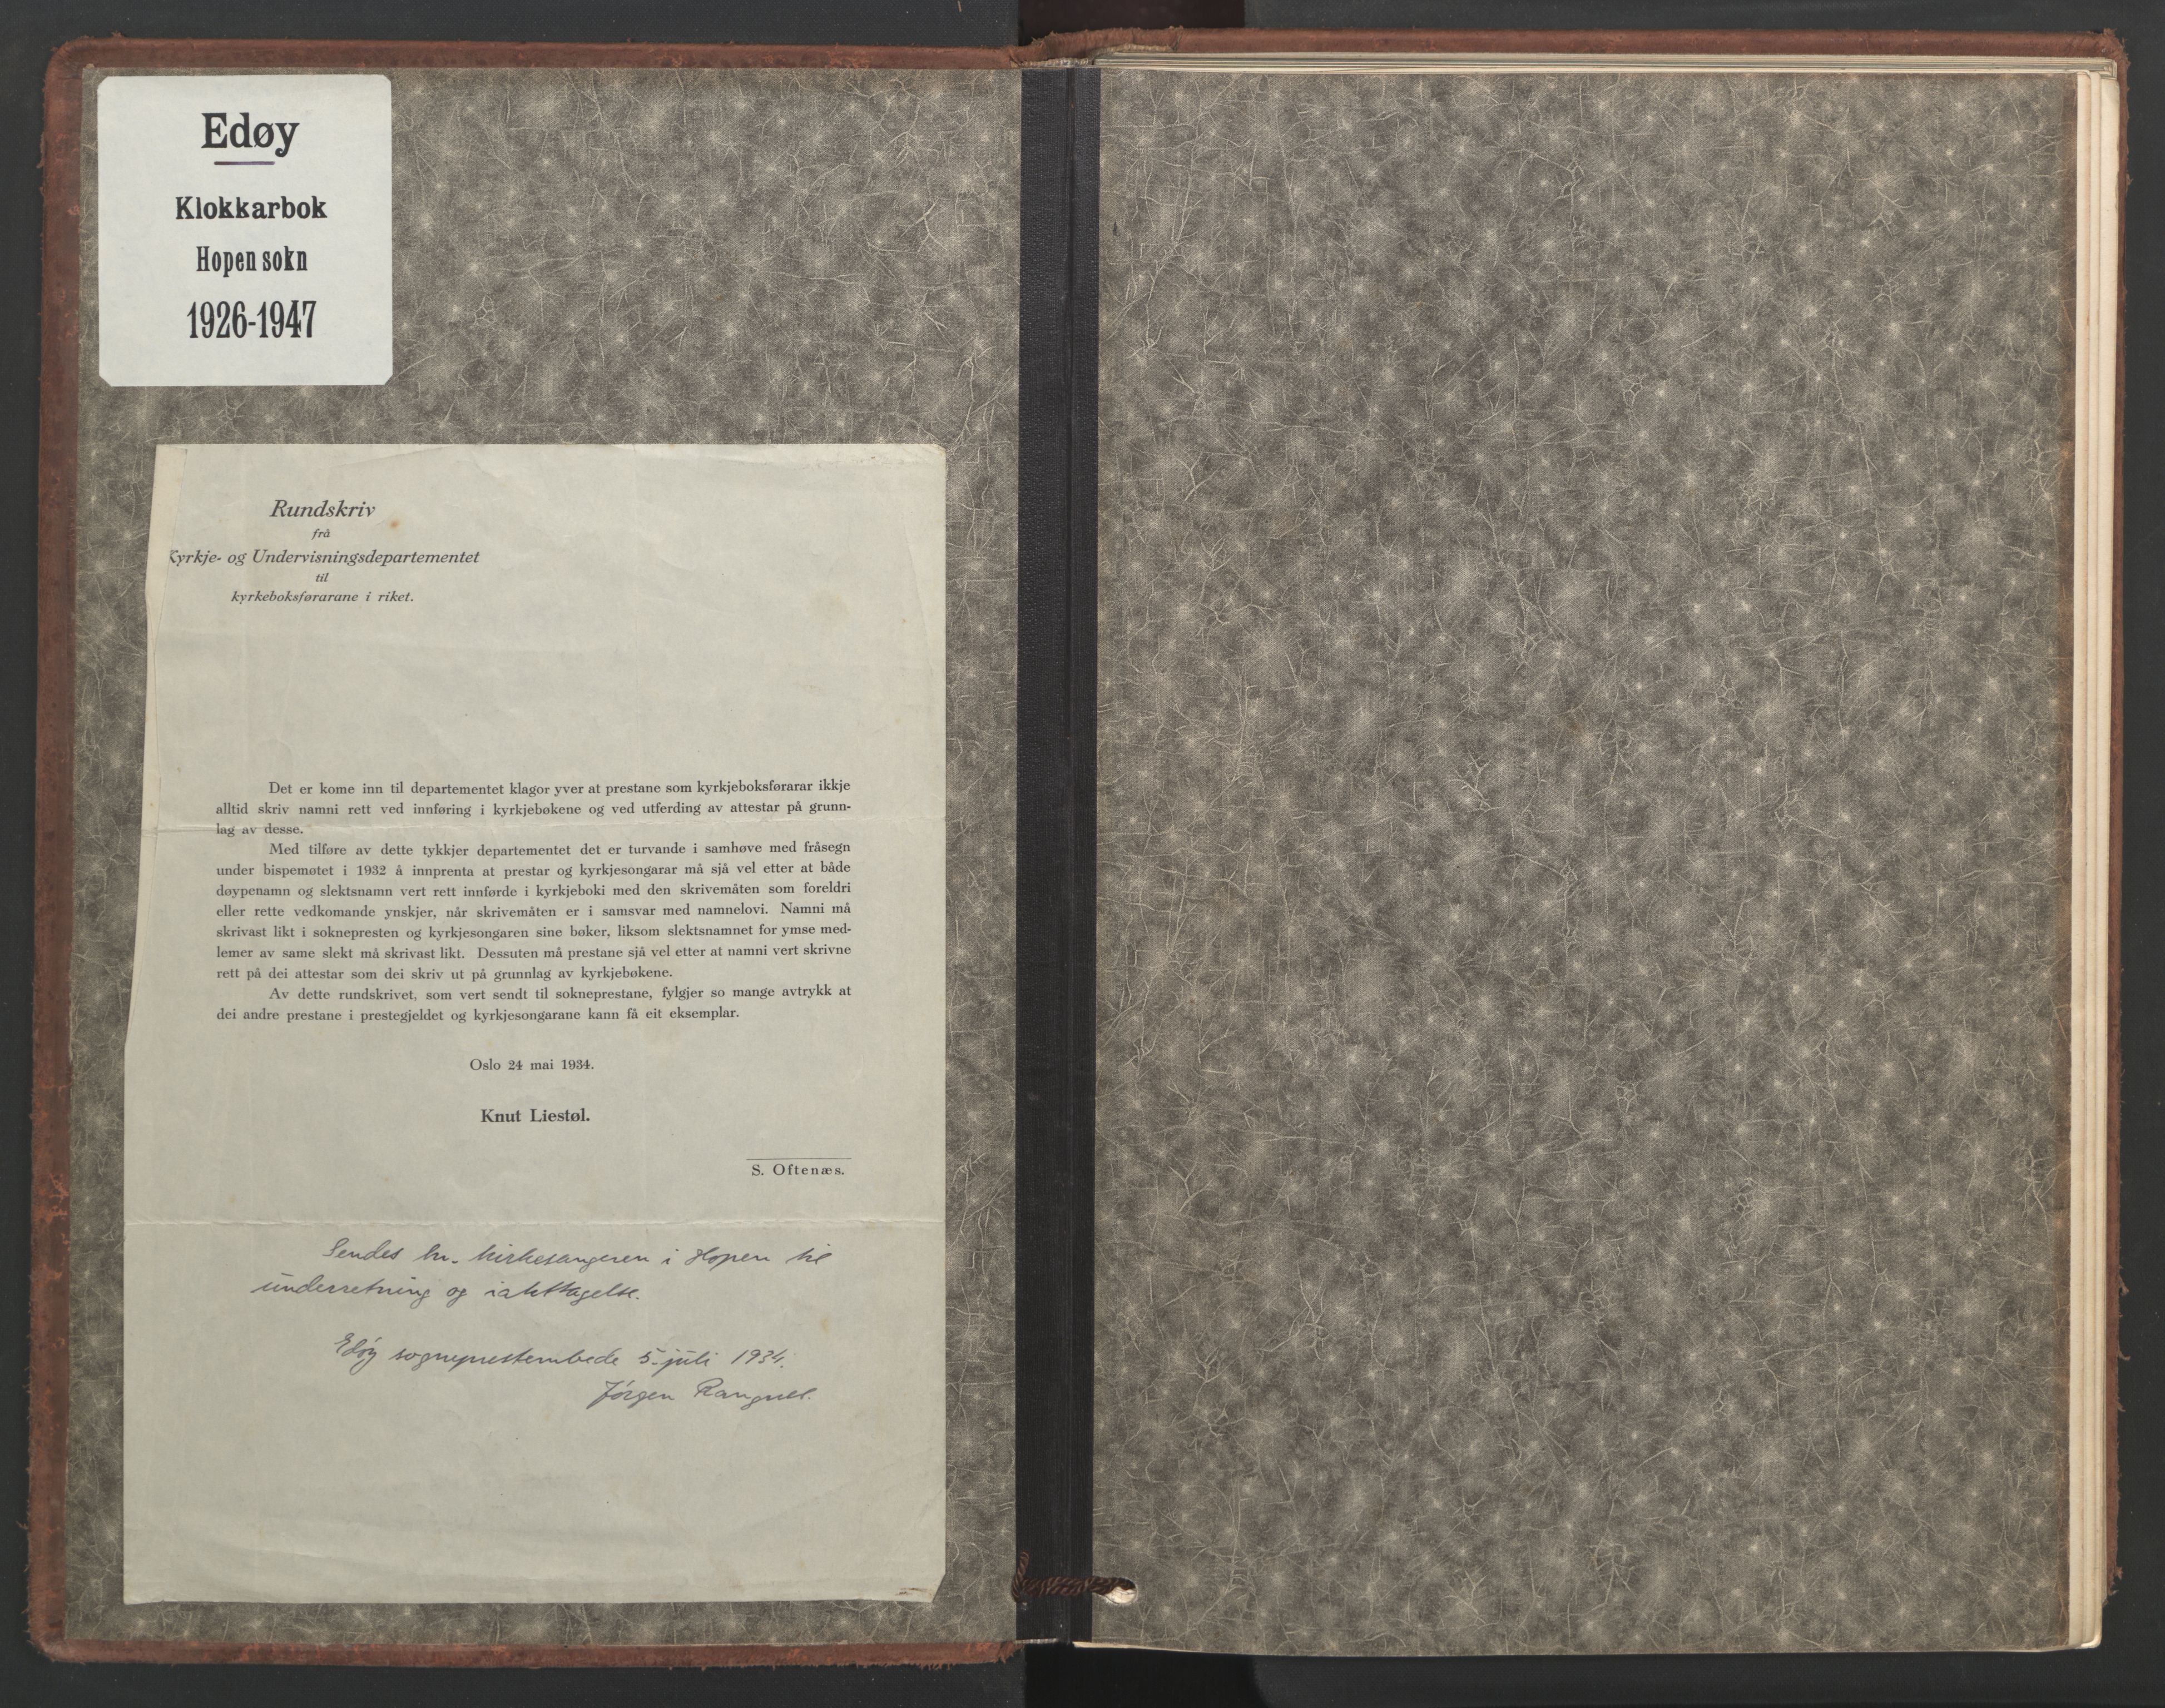 Edøy
Klokkarbok
Hopen sokn
1926-1947
Rundskriv
frå
Kyrkje- og Undervisningsdepartementet
til
kyrkeboksførarane i riket.
Det er kome inn til departementet klagor yver at prestane som kyrkjeboksførarar ikkje
alltid skriv namni rett ved innføring i kyrkjebøkene og ved utferding av attestar på grunn-
lag av desse.
Med tilføre av dette tykkjer departementet det er turvande i samhøve med fråsegn
under bispemøtet i 1932 å innprenta at prestar og kyrkjesongarar må sjå vel etter at både
døypenamn og slektsnamn vert rett innførde i kyrkjeboki med den skrivemåten som foreldri
eller rette vedkomande ynskjer, når skrivemåten er i samsvar med namnelovi. Namni må
skrivast likt i soknepresten og kyrkjesongaren sine bøker, liksom slektsnamnet for ymse med-
lemer av same slekt må skrivast likt. Dessuten må prestane sjå vel etter at namni vert skrivne
rett på dei attestar som dei skriv ut på grunnlag av kyrkjebøkene.
Av dette rundskrivet, som vert sendt til sokneprestane, fylgjer so mange avtrykk at
dei andre prestane i prestegjeldet og kyrkjesongarane kann få eit eksemplar.
Oslo 24 mai 1934.
Knut Liestøl.
S. Oftenæs.
Sendes hr. kirkesangeren i Hopen til
underretning og iakttagelse.
Edøy sogneprestembede 5. juli 1934.
Jörgen